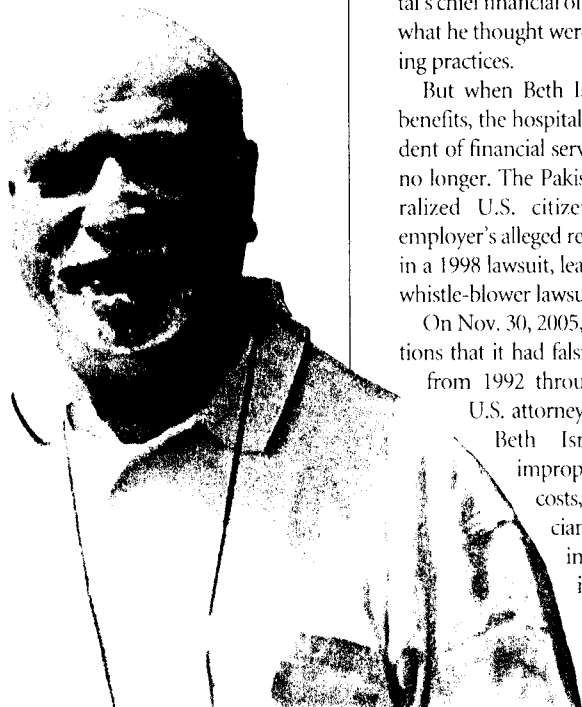 tal's chief financial of
what he thought were
ing practices.
But when Beth Is
benefits, the hospital
dent of financial serv
no longer. The Pakis
ralized U.S. citize
employer's alleged re
in a 1998 lawsuit, lea
whistle-blower lawsu
On Nov. 30, 2005,
tions that it had fals
from 1992 throu
U.S. attorney
Beth Isr
improp
costs,
cian
in
i